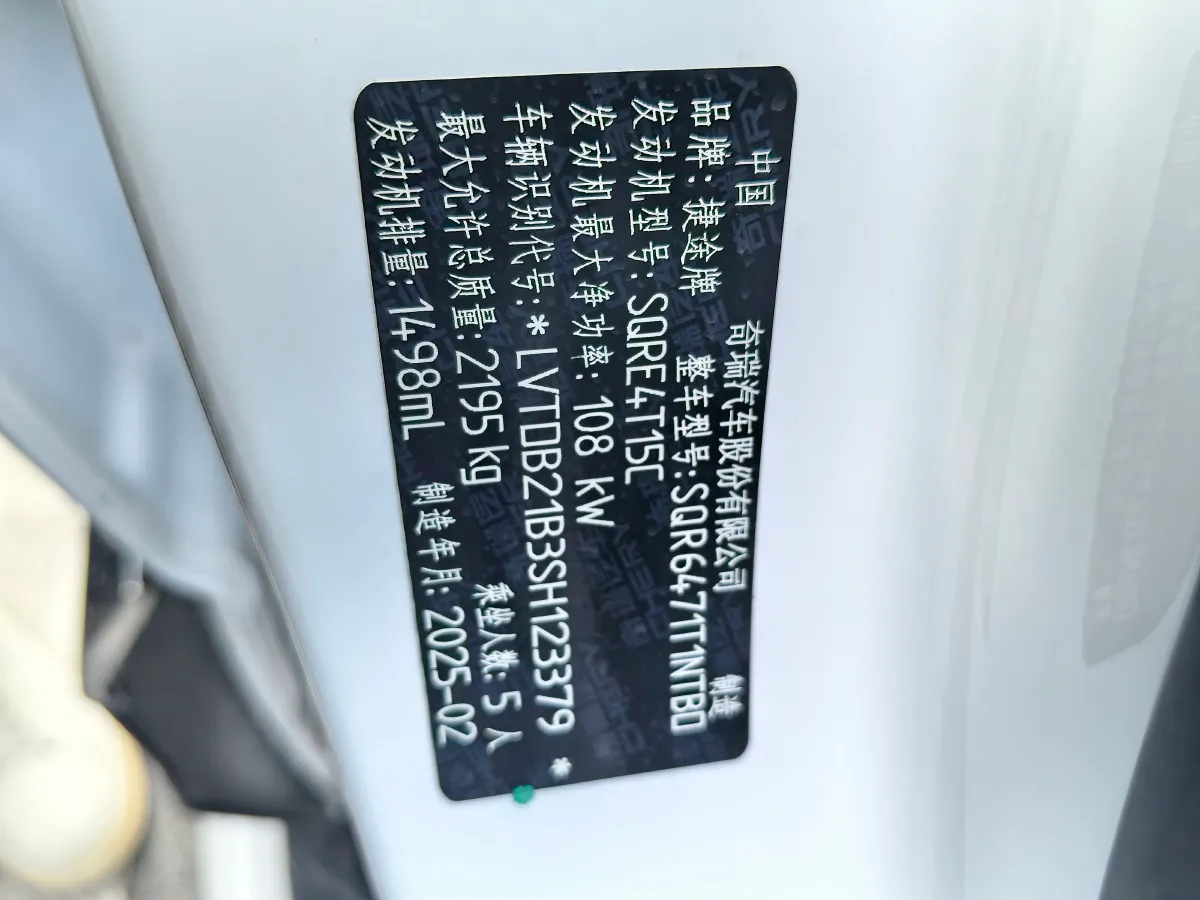 中国 奇瑞汽车股份有限公司 制造
品牌: 捷途牌 整车型号: SQR6471T1NTBD
发动机型号: SQRE4T15C
发动机最大净功率: 108 kW
车辆识别代号: *LVTDB21B3SH123379*
最大允许总质量: 2195 kg 乘坐人数: 5 人
发动机排量: 1498mL 制造年月: 2025-02